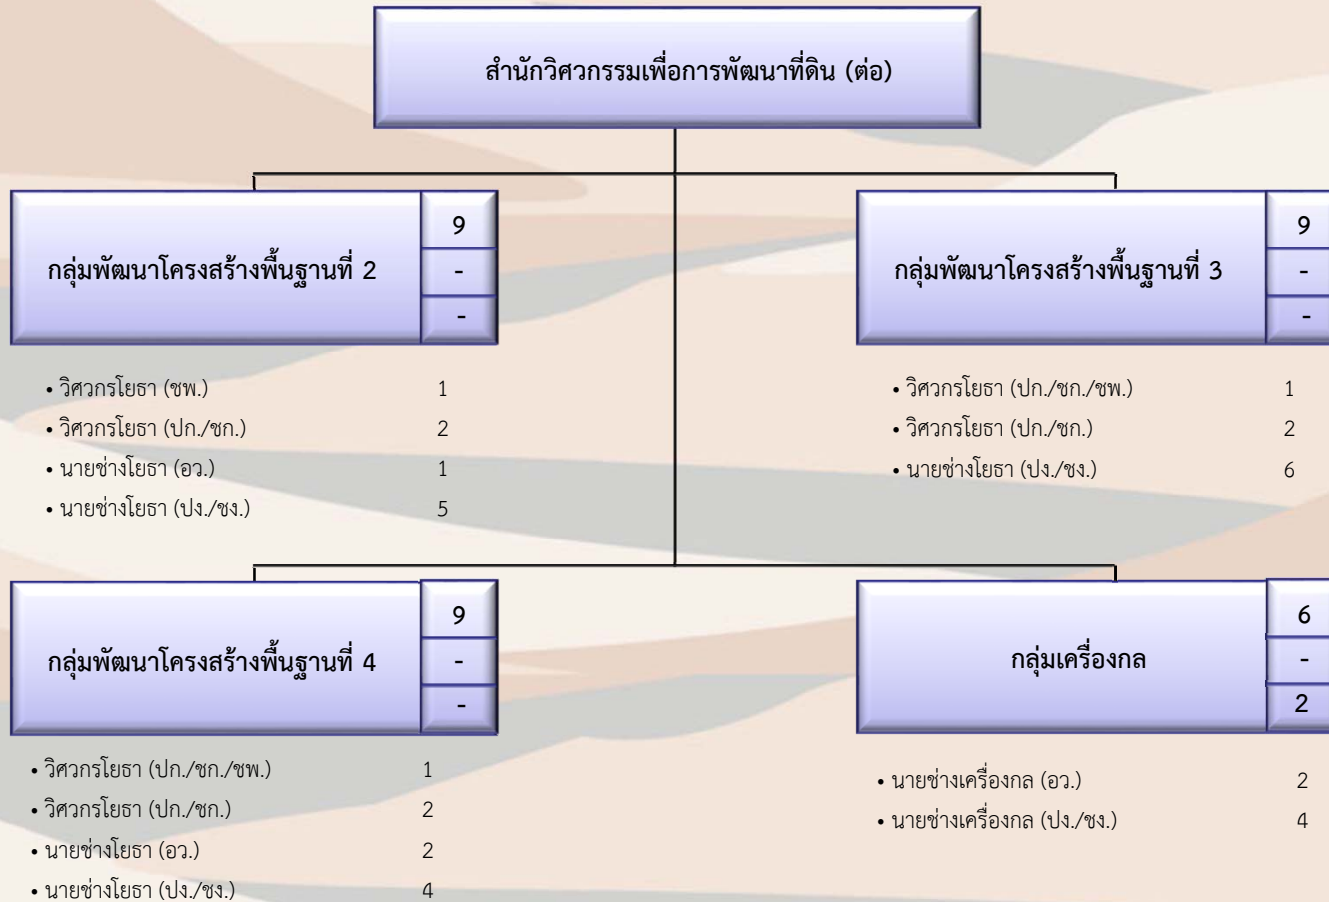 สำนักวิศวกรรมเพื่อการพัฒนาที่ดิน (ต่อ)
กลุ่มพัฒนาโครงสร้างพื้นฐานที่ 2
9
-
-
• วิศวกรโยธา (ชพ.) 1
• วิศวกรโยธา (ปก./ชก.) 2
• นายช่างโยธา (อว.) 1
• นายช่างโยธา (ปง./ชง.) 5
กลุ่มพัฒนาโครงสร้างพื้นฐานที่ 3
9
-
-
• วิศวกรโยธา (ปก./ชก./ชพ.) 1
• วิศวกรโยธา (ปก./ชก.) 2
• นายช่างโยธา (ปง./ชง.) 6
กลุ่มพัฒนาโครงสร้างพื้นฐานที่ 4
9
-
-
• วิศวกรโยธา (ปก./ชก./ชพ.) 1
• วิศวกรโยธา (ปก./ชก.) 2
• นายช่างโยธา (อว.) 2
• นายช่างโยธา (ปง./ชง.) 4
กลุ่มเครื่องกล
6
-
2
• นายช่างเครื่องกล (อว.) 2
• นายช่างเครื่องกล (ปง./ชง.) 4